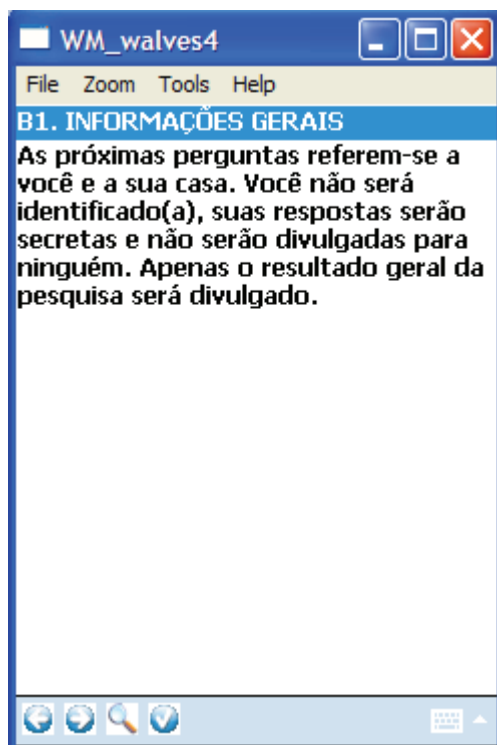 WM_walves4
File Zoom Tools Help
B1. INFORMAÇÕES GERAIS
As próximas perguntas referem-se a
você e a sua casa. Você não será
identificado(a), suas respostas serão
secretas e não serão divulgadas para
ninguém. Apenas o resultado geral da
pesquisa será divulgado.